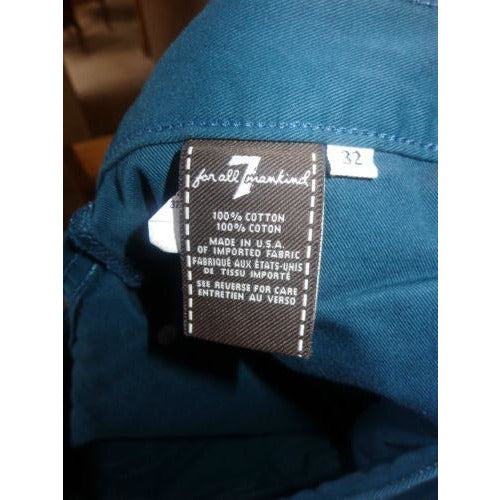 7
for all mankind
32
100% COTTON
100% COTON
MADE IN U.S.A.
OF IMPORTED FABRIC
FABRIQUÉ AUX ÉTATS-UNIS
DE TISSU IMPORTÉ
SEE REVERSE FOR CARE
ENTRETIEN AU VERSO